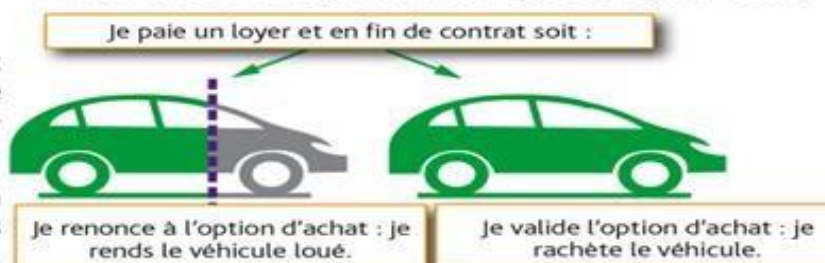 Je paie un loyer et en fin de contrat soit :
Je renonce à l'option d'achat : je
rends le véhicule loué.
Je valide l'option d'achat : je
rachète le véhicule.